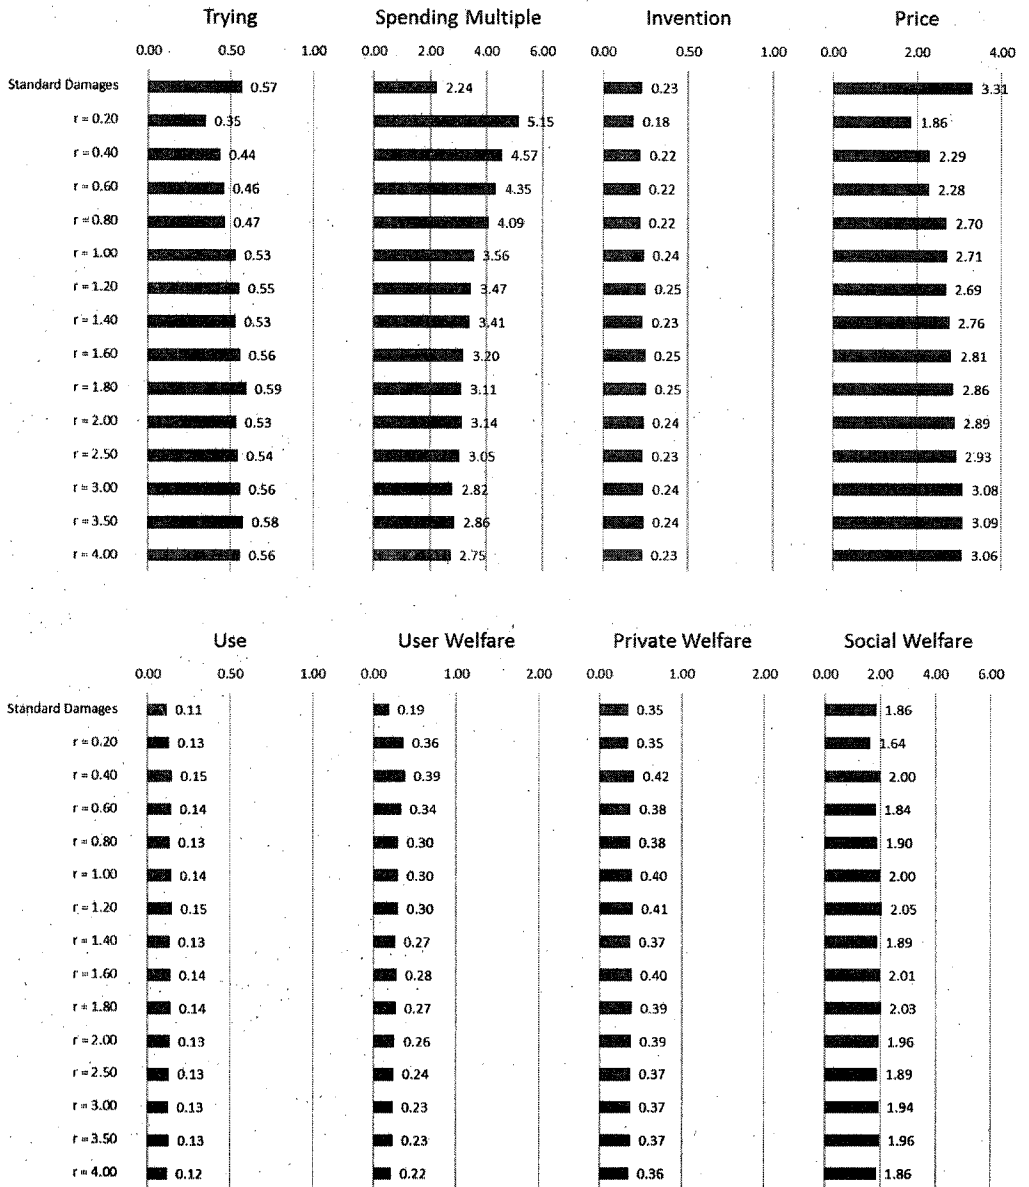 Trying Spending Multiple Invention Price
0.00 0.50 1.00 0.00 2.00 4.00 6.00 0.00 0.50 1.00 0.00 2.00 4.00
Standard Damages 0.57 2.24 0.23 3.31
r = 0.20 0.35 5.15 0.18 1.86
r = 0.40 0.44 4.57 0.22 2.29
r = 0.60 0.46 4.35 0.22 2.28
r = 0.80 0.47 4.09 0.22 2.70
r = 1.00 0.53 3.56 0.24 2.71
r = 1.20 0.55 3.47 0.25 2.69
r = 1.40 0.53 3.41 0.23 2.76
r = 1.60 0.56 3.20 0.25 2.81
r = 1.80 0.59 3.11 0.25 2.86
r = 2.00 0.53 3.14 0.24 2.89
r = 2.50 0.54 3.05 0.23 2.93
r = 3.00 0.56 2.82 0.24 3.08
r = 3.50 0.58 2.86 0.24 3.09
r = 4.00 0.56 2.75 0.23 3.06
Use User Welfare Private Welfare Social Welfare
0.00 0.50 1.00 0.00 1.00 2.00 0.00 1.00 2.00 0.00 2.00 4.00 6.00
Standard Damages 0.11 0.19 0.35 1.86
r = 0.20 0.13 0.36 0.35 1.64
r = 0.40 0.15 0.39 0.42 2.00
r = 0.60 0.14 0.34 0.38 1.84
r = 0.80 0.13 0.30 0.38 1.90
r = 1.00 0.14 0.30 0.40 2.00
r = 1.20 0.15 0.30 0.41 2.05
r = 1.40 0.13 0.27 0.37 1.89
r = 1.60 0.14 0.28 0.40 2.01
r = 1.80 0.14 0.27 0.39 2.03
r = 2.00 0.13 0.26 0.39 1.96
r = 2.50 0.13 0.24 0.37 1.89
r = 3.00 0.13 0.23 0.37 1.94
r = 3.50 0.13 0.23 0.37 1.96
r = 4.00 0.12 0.22 0.36 1.86